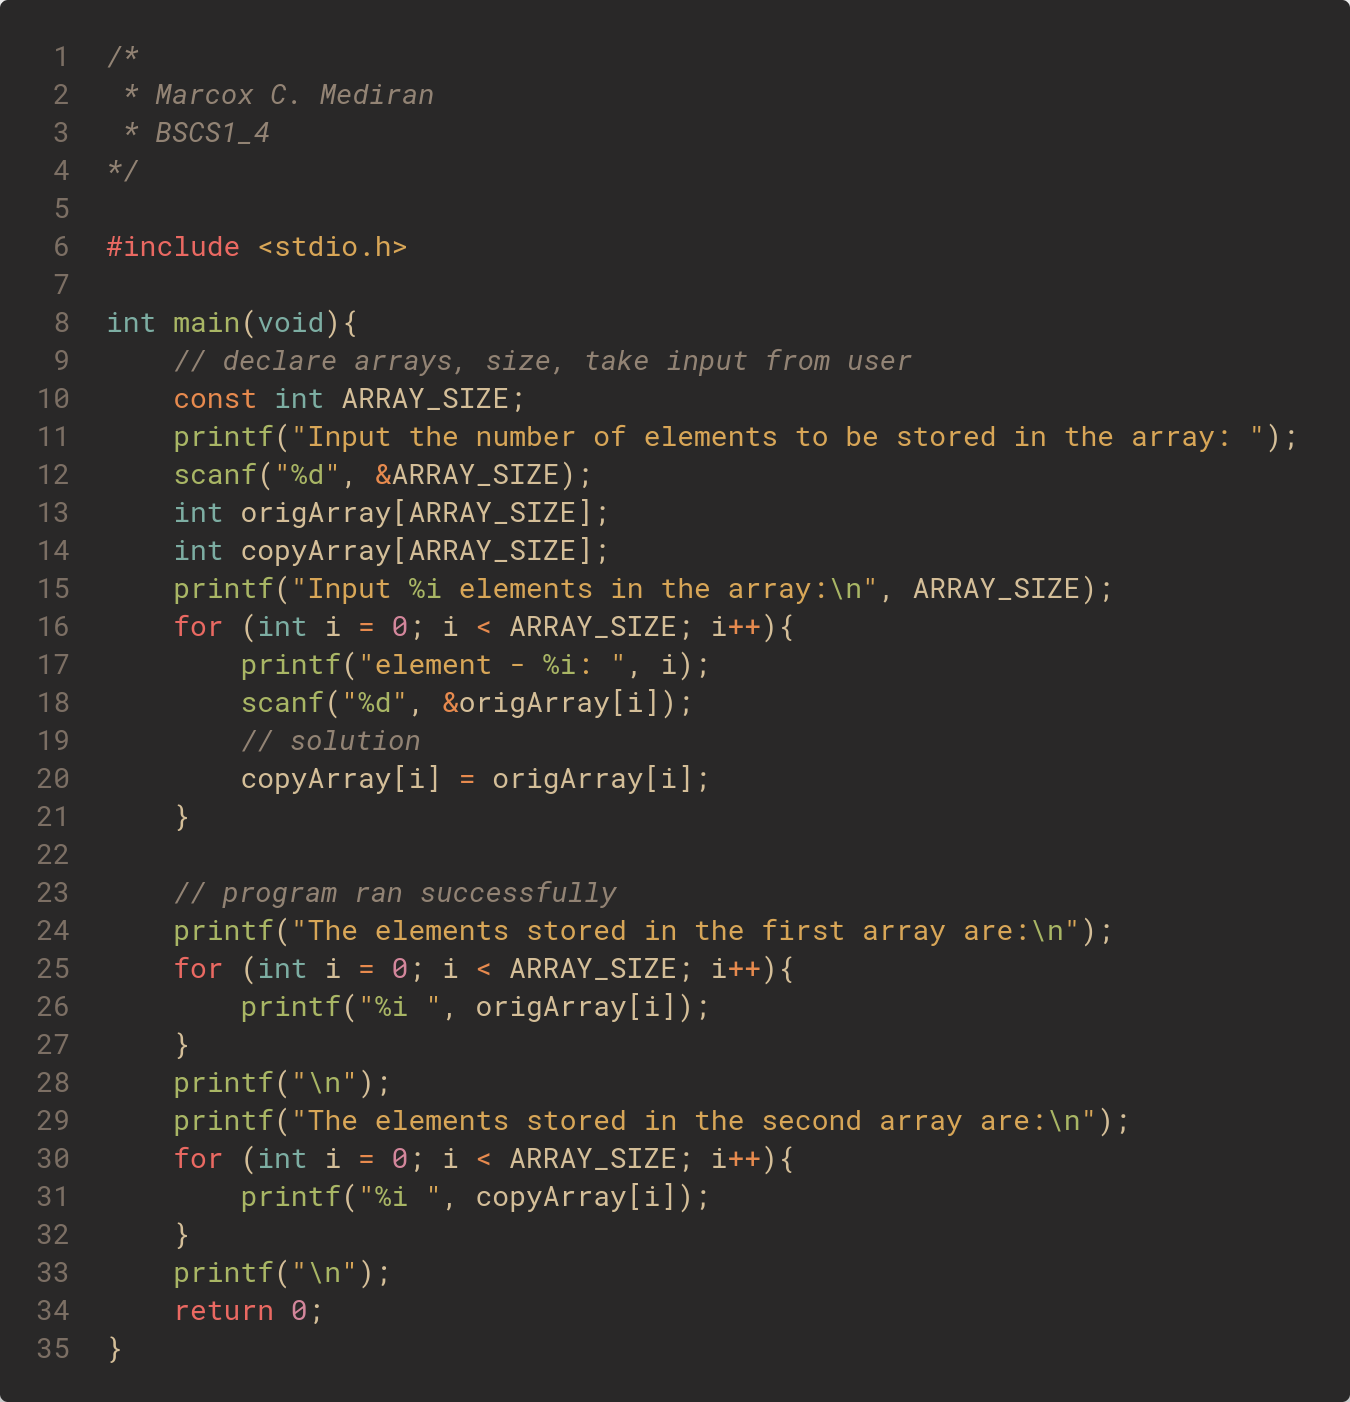 1 /*
2  * Marcox C. Mediran
3  * BSCS1_4
4 */
5
6 #include <stdio.h>
7
8 int main(void){
9     // declare arrays, size, take input from user
10     const int ARRAY_SIZE;
11     printf("Input the number of elements to be stored in the array: ");
12     scanf("%d", &ARRAY_SIZE);
13     int origArray[ARRAY_SIZE];
14     int copyArray[ARRAY_SIZE];
15     printf("Input %i elements in the array:\n", ARRAY_SIZE);
16     for (int i = 0; i < ARRAY_SIZE; i++){
17         printf("element - %i: ", i);
18         scanf("%d", &origArray[i]);
19         // solution
20         copyArray[i] = origArray[i];
21     }
22
23     // program ran successfully
24     printf("The elements stored in the first array are:\n");
25     for (int i = 0; i < ARRAY_SIZE; i++){
26         printf("%i ", origArray[i]);
27     }
28     printf("\n");
29     printf("The elements stored in the second array are:\n");
30     for (int i = 0; i < ARRAY_SIZE; i++){
31         printf("%i ", copyArray[i]);
32     }
33     printf("\n");
34     return 0;
35 }